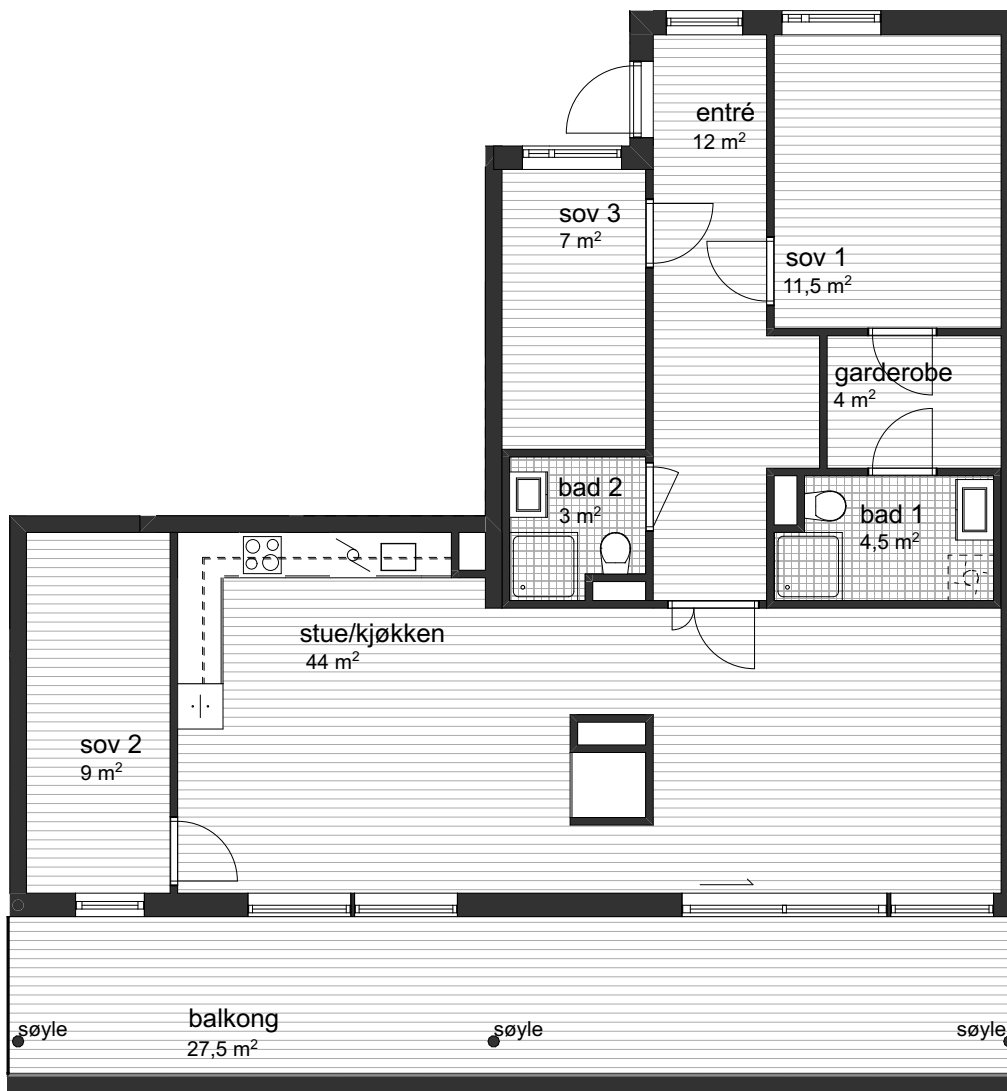 entré
12 m²
sov 3
7 m²
sov 1
11,5 m²
garderobe
4 m²
bad 2
3 m²
bad 1
4,5 m²
stue/kjøkken
44 m²
sov 2
9 m²
balkong
27,5 m²
søyle
søyle
søyle